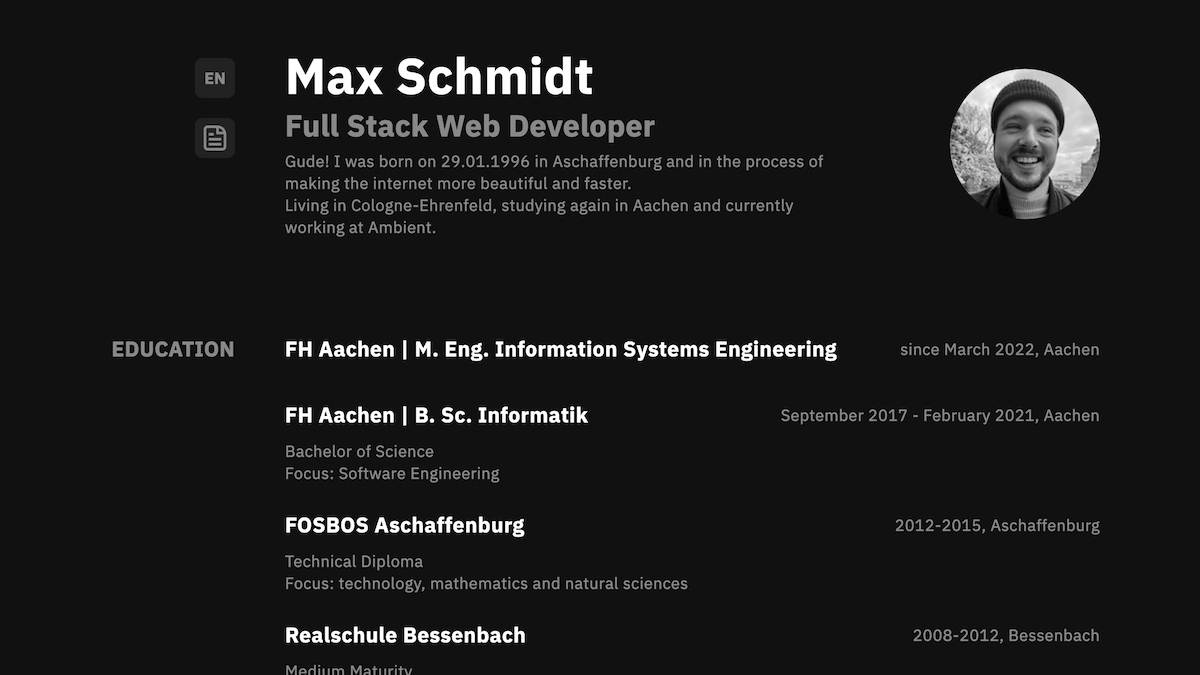 EN
Max Schmidt
Full Stack Web Developer
Gude! I was born on 29.01.1996 in Aschaffenburg and in the process of
making the internet more beautiful and faster.
Living in Cologne-Ehrenfeld, studying again in Aachen and currently
working at Ambient.
EDUCATION
FH Aachen | M. Eng. Information Systems Engineering
since March 2022, Aachen
FH Aachen | B. Sc. Informatik
September 2017 - February 2021, Aachen
Bachelor of Science
Focus: Software Engineering
FOSBOS Aschaffenburg
2012-2015, Aschaffenburg
Technical Diploma
Focus: technology, mathematics and natural sciences
Realschule Bessenbach
2008-2012, Bessenbach
Medium Maturity